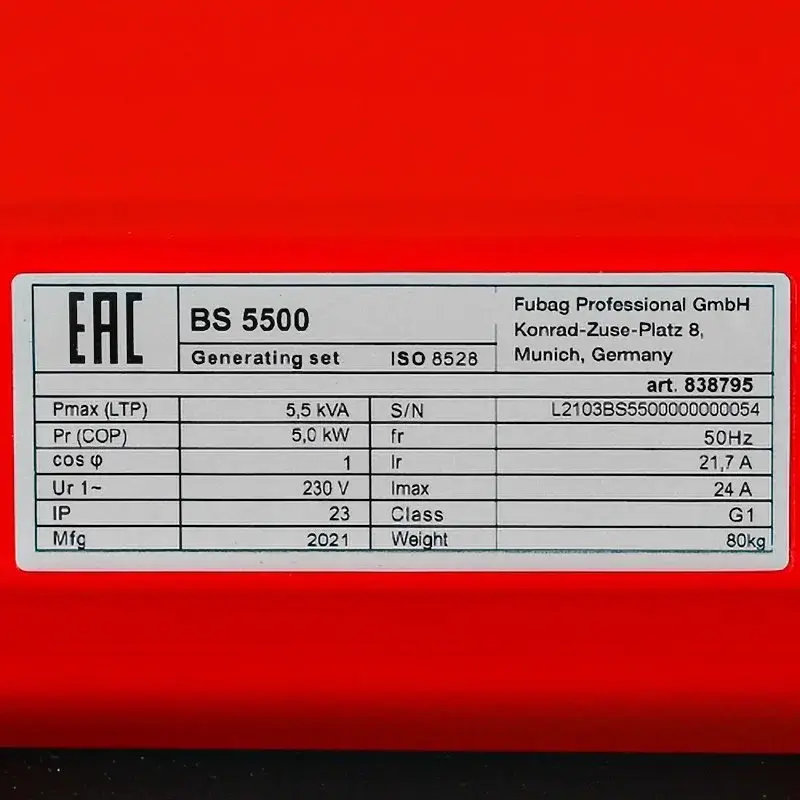 EAC
BS 5500
Generating set ISO 8528
Fubag Professional GmbH
Konrad-Zuse-Platz 8,
Munich, Germany
art. 838795
Pmax (LTP) 5,5 kVA S/N L2103BS5500000000054
Pr (COP) 5,0 kW fr 50Hz
cos φ 1 Ir 21,7 A
Ur 1~ 230 V Imax 24 A
IP 23 Class G1
Mfg 2021 Weight 80kg